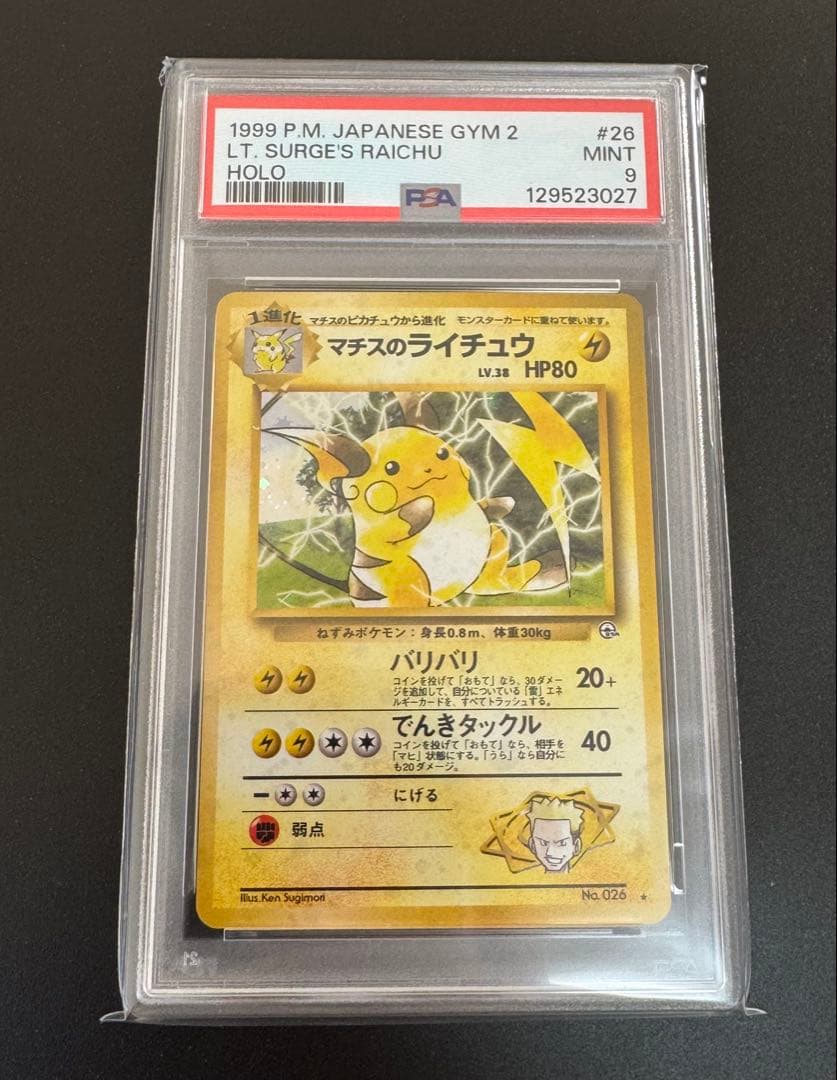 1999 P.M. JAPANESE GYM 2 #26
LT. SURGE'S RAICHU MINT
HOLO 9
PSA 129523027
1進化 マチスのピカチュウから進化 モンスターカードに重ねて使います。
マチスのライチュウ
LV.38 HP80
ねずみポケモン：身長0.8m、体重30kg
バリバリ
コインを投げて「おもて」なら、30ダメー
ジを追加して、自分についている「雷」エネ
ルギーカードを、すべてトラッシュする。
20+
でんきタックル
コインを投げて「おもて」なら、相手を
「マヒ」状態にする。「うら」なら自分に
も20ダメージ。
40
にげる
弱点
Illus. Ken Sugimori No. 026 ★